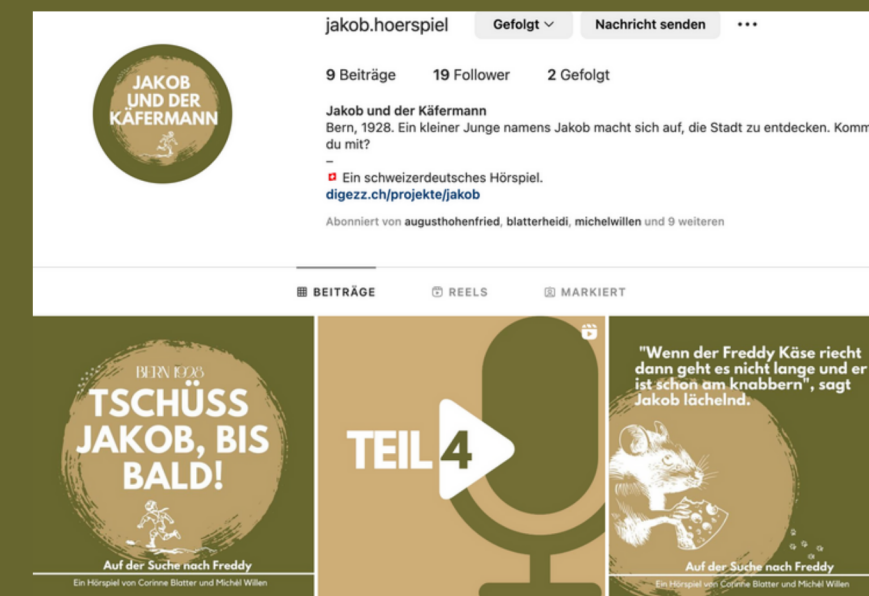 jakob.hoerspiel
Gefolgt
Nachricht senden
9 Beiträge
19 Follower
2 Gefolgt
JAKOB
UND DER
KÄFERMANN
Jakob und der Käfermann
Bern, 1928. Ein kleiner Junge namens Jakob macht sich auf, die Stadt zu entdecken. Komm
du mit?
–
Ein schweizerdeutsches Hörspiel.
digezz.ch/projekte/jakob
Abonniert von augusthohenfried, blatterheidi, michelwillen und 9 weiteren
BEITRÄGE
REELS
MARKIERT
BERN 1928
TSCHÜSS
JAKOB, BIS
BALD!
Auf der Suche nach Freddy
Ein Hörspiel von Corinne Blatter und Michèl Willen
TEIL 4
"Wenn der Freddy Käse riecht
dann geht es nicht lange und er
ist schon am knabbern", sagt
Jakob lächelnd.
Auf der Suche nach Freddy
Ein Hörspiel von Corinne Blatter und Michèl Willen